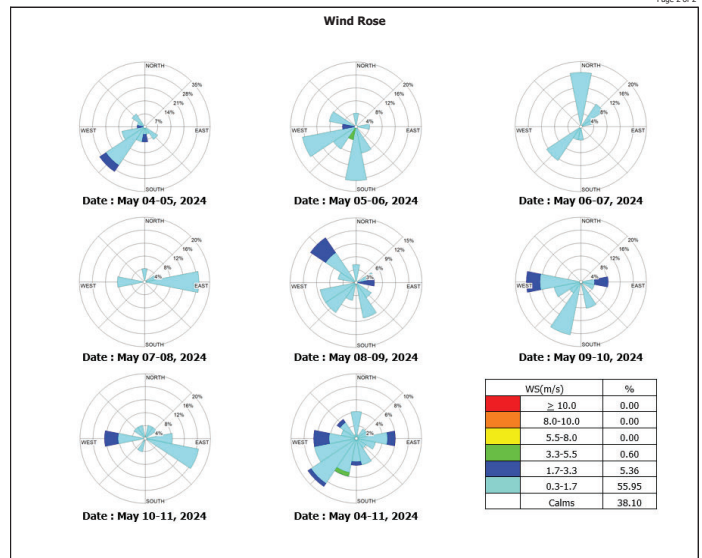 Page 2 of 2
Wind Rose
NORTH
35%
28%
21%
14%
7%
WEST
EAST
SOUTH
Date : May 04-05, 2024
NORTH
20%
16%
12%
8%
4%
WEST
EAST
SOUTH
Date : May 05-06, 2024
NORTH
20%
16%
12%
8%
4%
WEST
EAST
SOUTH
Date : May 06-07, 2024
NORTH
20%
16%
12%
8%
4%
WEST
EAST
SOUTH
Date : May 07-08, 2024
NORTH
15%
12%
9%
6%
3%
WEST
EAST
SOUTH
Date : May 08-09, 2024
NORTH
20%
16%
12%
8%
4%
WEST
EAST
SOUTH
Date : May 09-10, 2024
NORTH
20%
16%
12%
8%
4%
WEST
EAST
SOUTH
Date : May 10-11, 2024
NORTH
10%
8%
6%
4%
2%
WEST
EAST
SOUTH
Date : May 04-11, 2024
WS(m/s) %
≥ 10.0 0.00
8.0-10.0 0.00
5.5-8.0 0.00
3.3-5.5 0.60
1.7-3.3 5.36
0.3-1.7 55.95
Calms 38.10